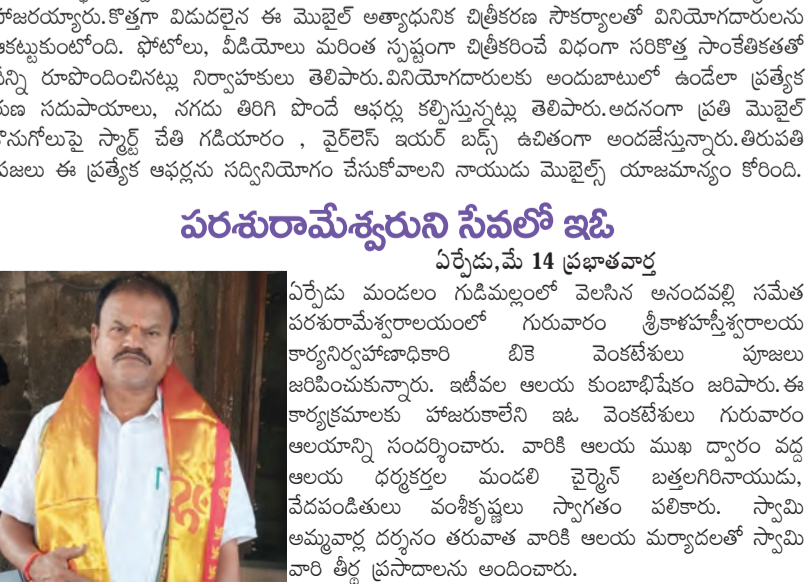 హాజరయ్యారు.కొత్తగా విడుదలైన ఈ మొబైల్ అత్యాధునిక చిత్రీకరణ సౌకర్యాలతో వినియోగదారులను
ఆకట్టుకుంటోంది. ఫోటోలు, వీడియోలు మరింత స్పష్టంగా చిత్రీకరించే విధంగా సరికొత్త సాంకేతికతతో
దీన్ని రూపొందించినట్లు నిర్వాహకులు తెలిపారు.వినియోగదారులకు అందుబాటులో ఉండేలా ప్రత్యేక
రుణ సదుపాయాలు, నగదు తిరిగి పొందే ఆఫర్లు కల్పిస్తున్నట్లు తెలిపారు.అదనంగా ప్రతి మొబైల్
కొనుగోలుపై స్మార్ట్ చేతి గడియారం , వైర్‌లెస్ ఇయర్ బడ్స్ ఉచితంగా అందజేస్తున్నారు.తిరుపతి
ప్రజలు ఈ ప్రత్యేక ఆఫర్లను సద్వినియోగం చేసుకోవాలని నాయుడు మొబైల్స్ యాజమాన్యం కోరింది.
పరశురామేశ్వరుని సేవలో ఇఓ
ఏర్పేడు,మే 14 ప్రభాతవార్త
ఏర్పేడు మండలం గుడిమల్లంలో వెలసిన అనందవల్లి సమేత
పరశురామేశ్వరాలయంలో గురువారం శ్రీకాళహస్తీశ్వరాలయ
కార్యనిర్వహణాధికారి బికె వెంకటేశులు పూజలు
జరిపించుకున్నారు. ఇటీవల ఆలయ కుంబాభిషేకం జరిపారు.ఈ
కార్యక్రమాలకు హాజరుకాలేని ఇఓ వెంకటేశులు గురువారం
ఆలయాన్ని సందర్శించారు. వారికి ఆలయ ముఖ ద్వారం వద్ద
ఆలయ ధర్మకర్తల మండలి చైర్మెన్ బత్తలగిరినాయుడు,
వేదపండితులు వంశీకృష్ణలు స్వాగతం పలికారు. స్వామి
అమ్మవార్ల దర్శనం తరువాత వారికి ఆలయ మర్యాదలతో స్వామి
వారి తీర్థ ప్రసాదాలను అందించారు.